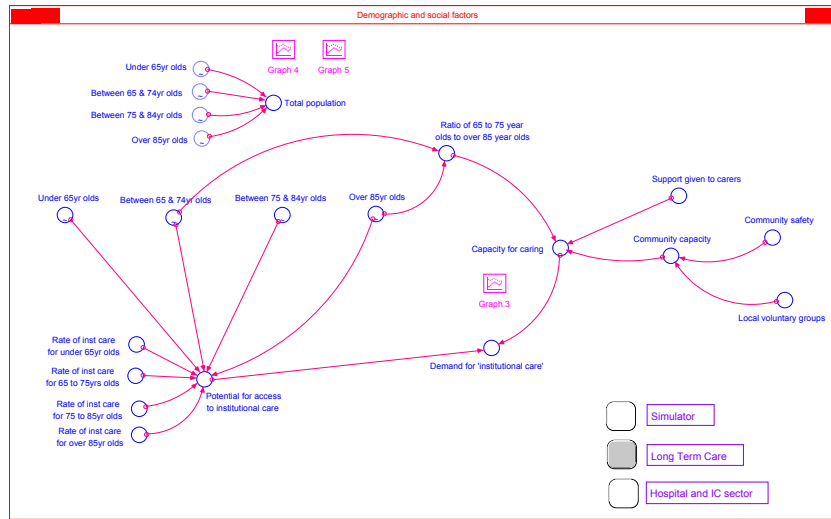 Demographic and social factors
Under 65yr olds
Between 65 & 74yr olds
Between 75 & 84yr olds
Over 85yr olds
Total population
Graph 4
Graph 5
Ratio of 65 to 75 year
olds to over 85 year olds
Under 65yr olds
Between 65 & 74yr olds
Between 75 & 84yr olds
Over 85yr olds
Support given to carers
Community safety
Community capacity
Capacity for caring
Graph 3
Local voluntary groups
Demand for 'institutional care'
Rate of inst care
for under 65yr olds
Rate of inst care
for 65 to 75yrs olds
Rate of inst care
for 75 to 85yr olds
Rate of inst care
for over 85yr olds
Potential for access
to institutional care
Simulator
Long Term Care
Hospital and IC sector